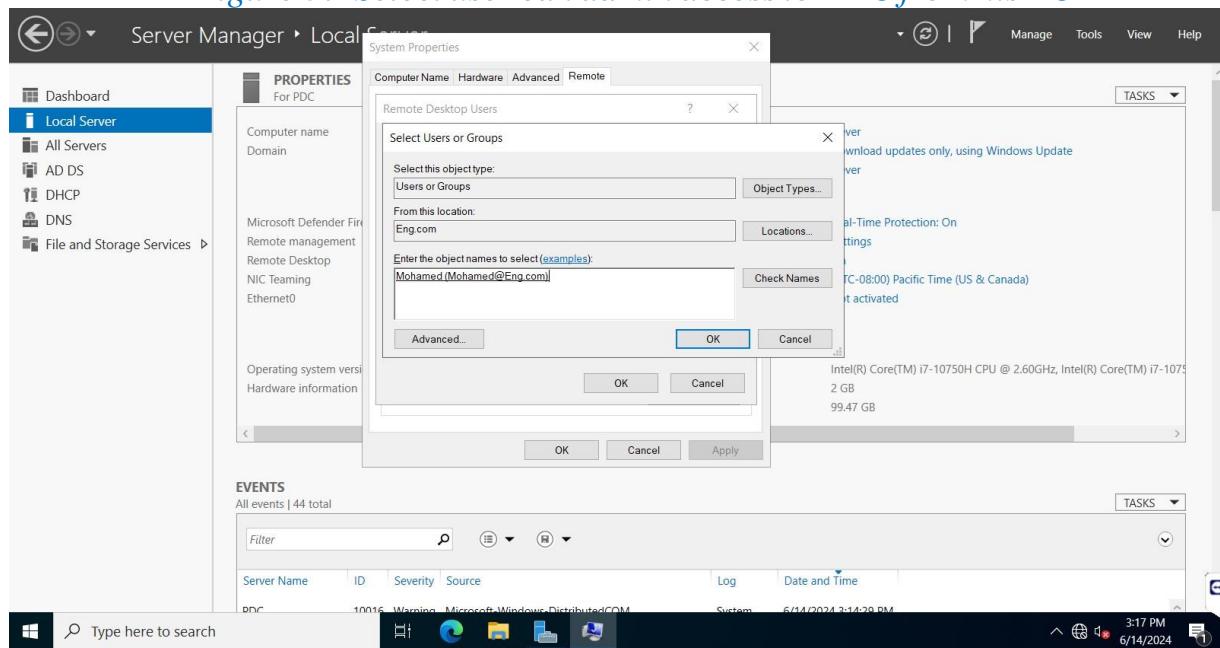 Server Manager • Local Server
Manage Tools View Help
Dashboard
Local Server
All Servers
AD DS
DHCP
DNS
File and Storage Services
PROPERTIES
For PDC
TASKS
Computer name
Domain
Microsoft Defender Fire
Remote management
Remote Desktop
NIC Teaming
Ethernet0
Operating system versi
Hardware information
System Properties
Computer Name Hardware Advanced Remote
Remote Desktop Users
?
Select Users or Groups
Select this object type:
Users or Groups
Object Types...
From this location:
Eng.com
Locations...
Enter the object names to select (examples):
Mohamed (Mohamed@Eng.com)
Check Names
Advanced...
OK Cancel
OK Cancel
OK Cancel Apply
ver
wnload updates only, using Windows Update
ver
al-Time Protection: On
ttings
TC-08:00) Pacific Time (US & Canada)
t activated
Intel(R) Core(TM) i7-10750H CPU @ 2.60GHz, Intel(R) Core(TM) i7-1075
2 GB
99.47 GB
EVENTS
All events | 44 total
TASKS
Filter
Server Name ID Severity Source Log Date and Time
PDC 10016 Warning Microsoft-Windows-DistributedCOM System 6/14/2024 3:14:29 PM
Type here to search
3:17 PM
6/14/2024
1